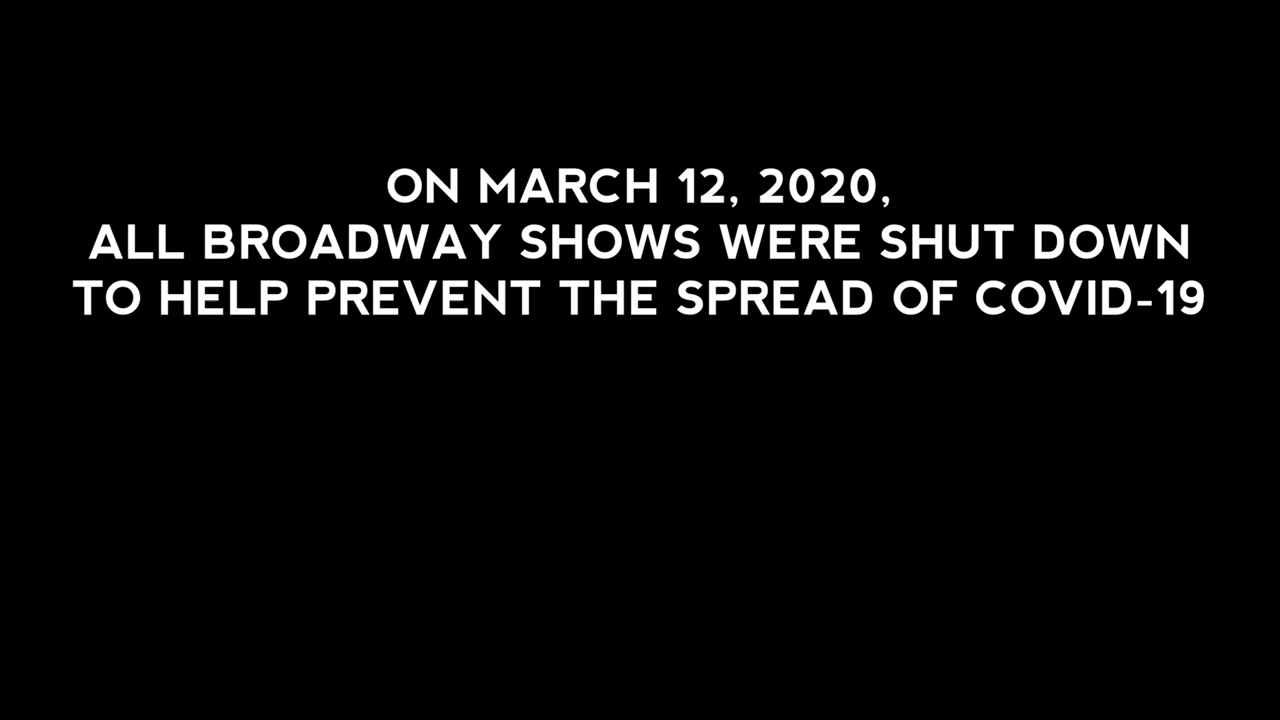 ON MARCH 12, 2020,
ALL BROADWAY SHOWS WERE SHUT DOWN
TO HELP PREVENT THE SPREAD OF COVID-19